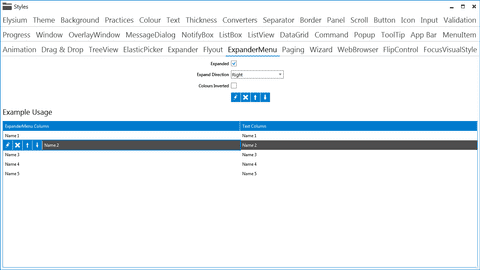 Styles
Elysium Theme Background Practices Colour Text Thickness Converters Separator Border Panel Scroll Button Icon Input Validation
Progress Window OverlayWindow MessageDialog NotifyBox ListBox ListView DataGrid Command Popup ToolTip App Bar MenuItem
Animation Drag & Drop TreeView ElasticPicker Expander Flyout ExpanderMenu Paging Wizard WebBrowser FlipControl FocusVisualStyle
Expanded
Expand Direction Right
Colours Inverted
Example Usage
ExpanderMenu Column Text Column
Name 1 Name 1
Name 2 Name 2
Name 3 Name 3
Name 4 Name 4
Name 5 Name 5